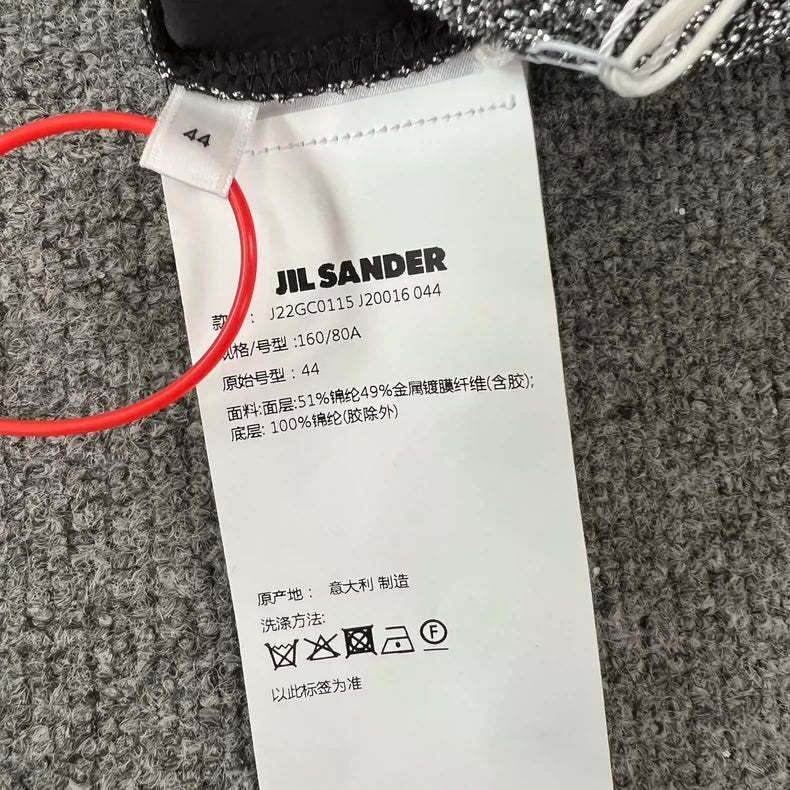 44
JIL SANDER
款 : J22GC0115 J20016 044
规格/号型 :160/80A
原始号型: 44
面料:面层:51%锦纶49%金属镀膜纤维(含胶);
底层: 100%锦纶(胶除外)
原产地: 意大利 制造
洗涤方法:
F
以此标签为准